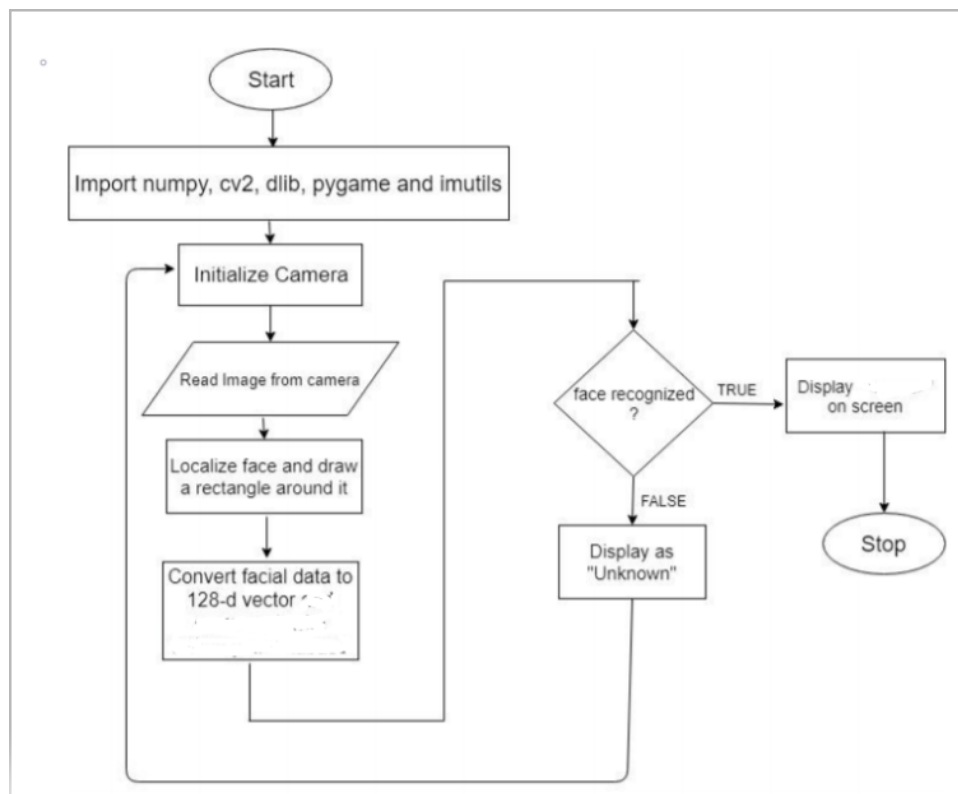 Start
Import numpy, cv2, dlib, pygame and imutils
Initialize Camera
Read Image from camera
Localize face and draw
a rectangle around it
Convert facial data to
128-d vector
face recognized
?
TRUE
Display
on screen
FALSE
Display as
"Unknown"
Stop